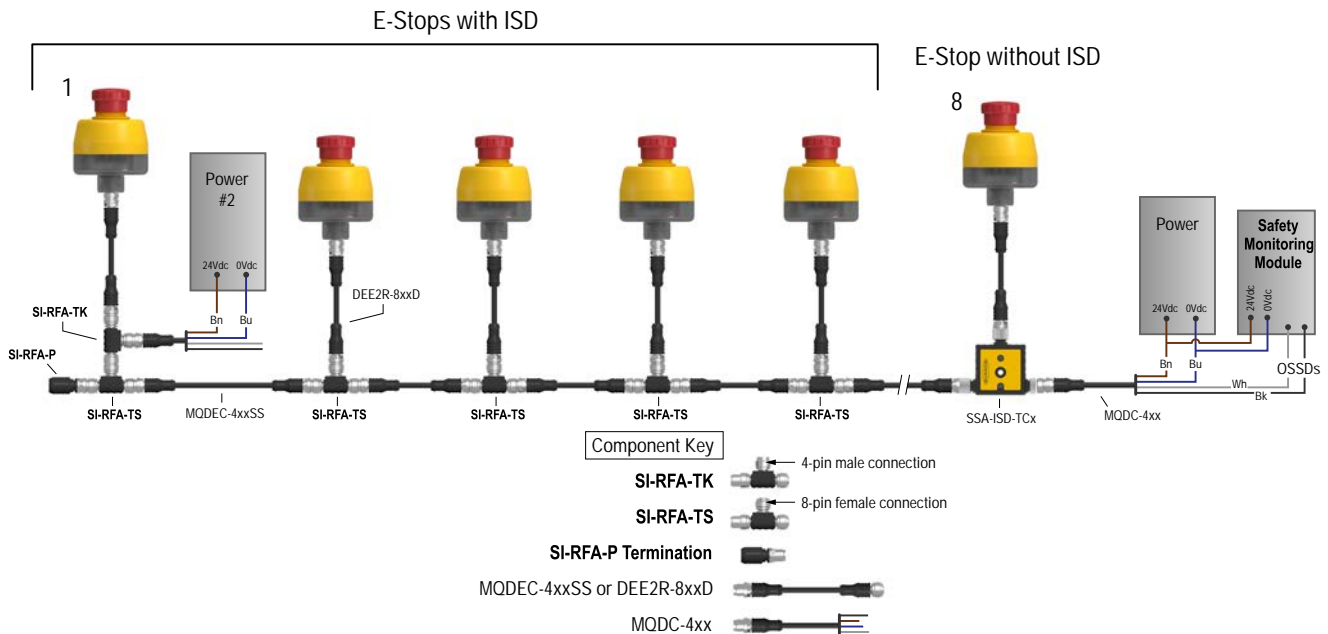 E-Stops with ISD
E-Stop without ISD
1
8
Power
#2
24Vdc
0Vdc
Bn
Bu
Power
24Vdc
0Vdc
Safety
Monitoring
Module
24Vdc
0Vdc
OSSDs
Bn
Bu
Wh
Bk
DEE2R-8xxD
SI-RFA-TK
SI-RFA-P
SI-RFA-TS
MQDEC-4xxSS
SI-RFA-TS
SI-RFA-TS
SI-RFA-TS
SI-RFA-TS
SSA-ISD-TCx
MQDC-4xx
Component Key
SI-RFA-TK
4-pin male connection
SI-RFA-TS
8-pin female connection
SI-RFA-P Termination
MQDEC-4xxSS or DEE2R-8xxD
MQDC-4xx